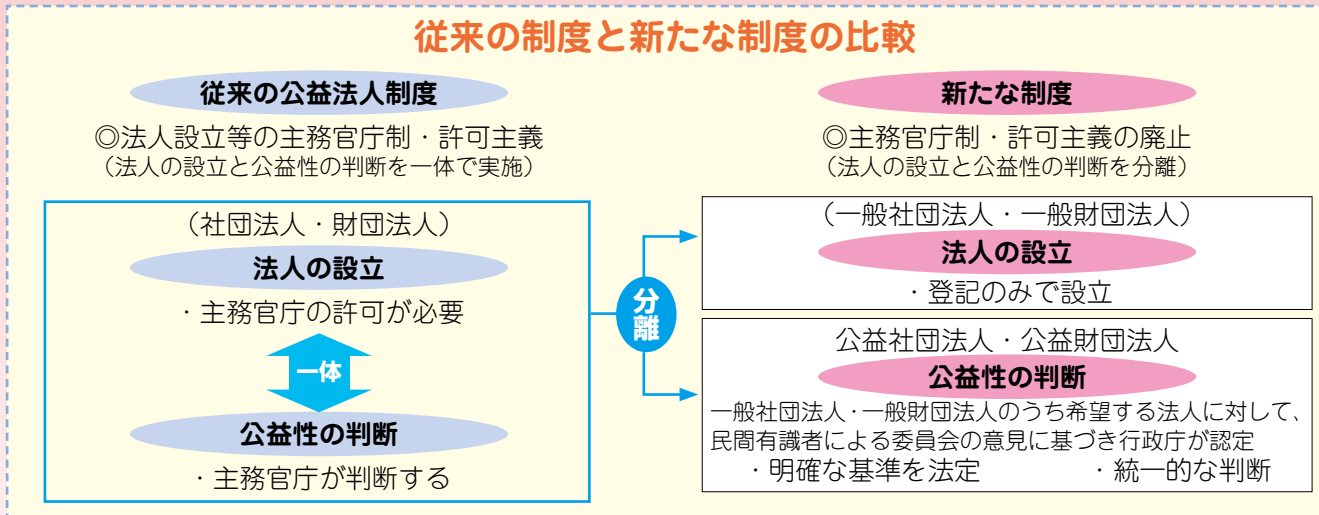 従来の制度と新たな制度の比較
従来の公益法人制度
◎法人設立等の主務官庁制・許可主義
（法人の設立と公益性の判断を一体で実施）
（社団法人・財団法人）
法人の設立
・主務官庁の許可が必要
一体
公益性の判断
・主務官庁が判断する
分離
新たな制度
◎主務官庁制・許可主義の廃止
（法人の設立と公益性の判断を分離）
（一般社団法人・一般財団法人）
法人の設立
・登記のみで設立
公益社団法人・公益財団法人
公益性の判断
一般社団法人・一般財団法人のうち希望する法人に対して、
民間有識者による委員会の意見に基づき行政庁が認定
・明確な基準を法定　・統一的な判断